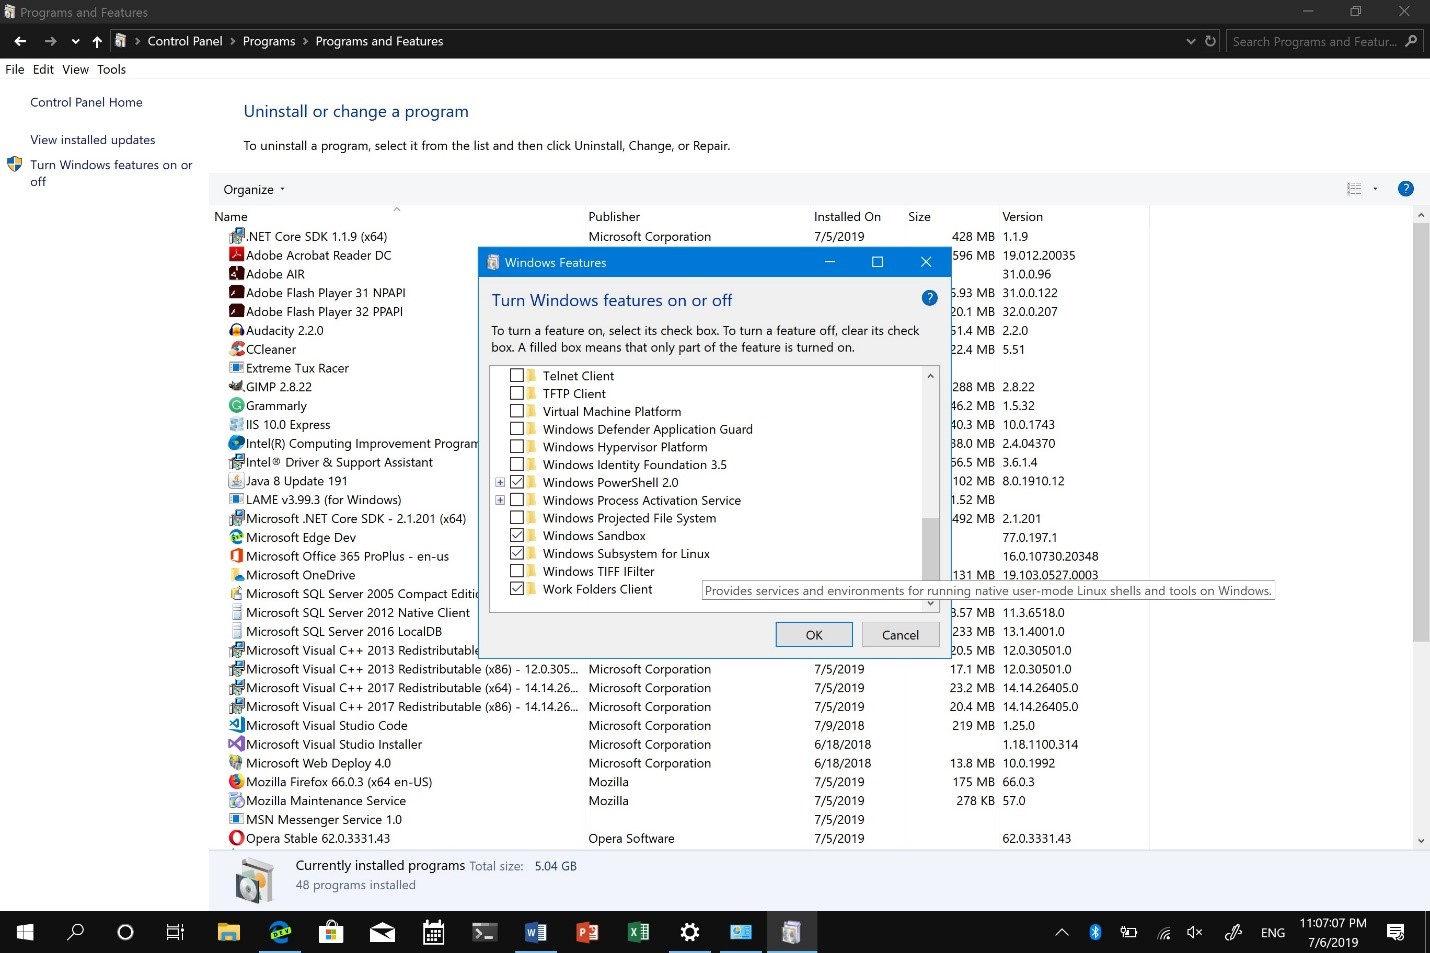 Programs and Features
Control Panel > Programs > Programs and Features
Search Programs and Featur...
File Edit View Tools
Control Panel Home
View installed updates
Turn Windows features on or
off
Uninstall or change a program
To uninstall a program, select it from the list and then click Uninstall, Change, or Repair.
Organize
Name Publisher Installed On Size Version
.NET Core SDK 1.1.9 (x64) Microsoft Corporation 7/5/2019 428 MB 1.1.9
Adobe Acrobat Reader DC 596 MB 19.012.20035
Adobe AIR 31.0.0.96
Adobe Flash Player 31 NPAPI 5.93 MB 31.0.0.122
Adobe Flash Player 32 PPAPI 20.1 MB 32.0.0.207
Audacity 2.2.0 51.4 MB 2.2.0
CCleaner 22.4 MB 5.51
Extreme Tux Racer
GIMP 2.8.22 288 MB 2.8.22
Grammarly 46.2 MB 1.5.32
IIS 10.0 Express 40.3 MB 10.0.1743
Intel(R) Computing Improvement Program 38.0 MB 2.4.04370
Intel® Driver & Support Assistant 66.5 MB 3.6.1.4
Java 8 Update 191 102 MB 8.0.1910.12
LAME v3.99.3 (for Windows) 1.52 MB
Microsoft .NET Core SDK - 2.1.201 (x64) 492 MB 2.1.201
Microsoft Edge Dev 77.0.197.1
Microsoft Office 365 ProPlus - en-us 16.0.10730.20348
Microsoft OneDrive 131 MB 19.103.0527.0003
Microsoft SQL Server 2005 Compact Editi
Microsoft SQL Server 2012 Native Client 8.57 MB 11.3.6518.0
Microsoft SQL Server 2016 LocalDB 233 MB 13.1.4001.0
Microsoft Visual C++ 2013 Redistributable 20.5 MB 12.0.30501.0
Microsoft Visual C++ 2013 Redistributable (x86) - 12.0.305... Microsoft Corporation 7/5/2019 17.1 MB 12.0.30501.0
Microsoft Visual C++ 2017 Redistributable (x64) - 14.14.26... Microsoft Corporation 7/5/2019 23.2 MB 14.14.26405.0
Microsoft Visual C++ 2017 Redistributable (x86) - 14.14.26... Microsoft Corporation 7/5/2019 20.4 MB 14.14.26405.0
Microsoft Visual Studio Code Microsoft Corporation 7/9/2018 219 MB 1.25.0
Microsoft Visual Studio Installer Microsoft Corporation 6/18/2018 1.18.1100.314
Microsoft Web Deploy 4.0 Microsoft Corporation 6/18/2018 13.8 MB 10.0.1992
Mozilla Firefox 66.0.3 (x64 en-US) Mozilla 7/5/2019 175 MB 66.0.3
Mozilla Maintenance Service Mozilla 7/5/2019 278 KB 57.0
MSN Messenger Service 1.0 7/5/2019
Opera Stable 62.0.3331.43 Opera Software 7/5/2019 62.0.3331.43
Windows Features
Turn Windows features on or off
To turn a feature on, select its check box. To turn a feature off, clear its check
box. A filled box means that only part of the feature is turned on.
Telnet Client
TFTP Client
Virtual Machine Platform
Windows Defender Application Guard
Windows Hypervisor Platform
Windows Identity Foundation 3.5
Windows PowerShell 2.0
Windows Process Activation Service
Windows Projected File System
Windows Sandbox
Windows Subsystem for Linux
Windows TIFF IFilter
Work Folders Client
Provides services and environments for running native user-mode Linux shells and tools on Windows.
OK Cancel
Currently installed programs Total size: 5.04 GB
48 programs installed
DEV
ENG
11:07:07 PM
7/6/2019